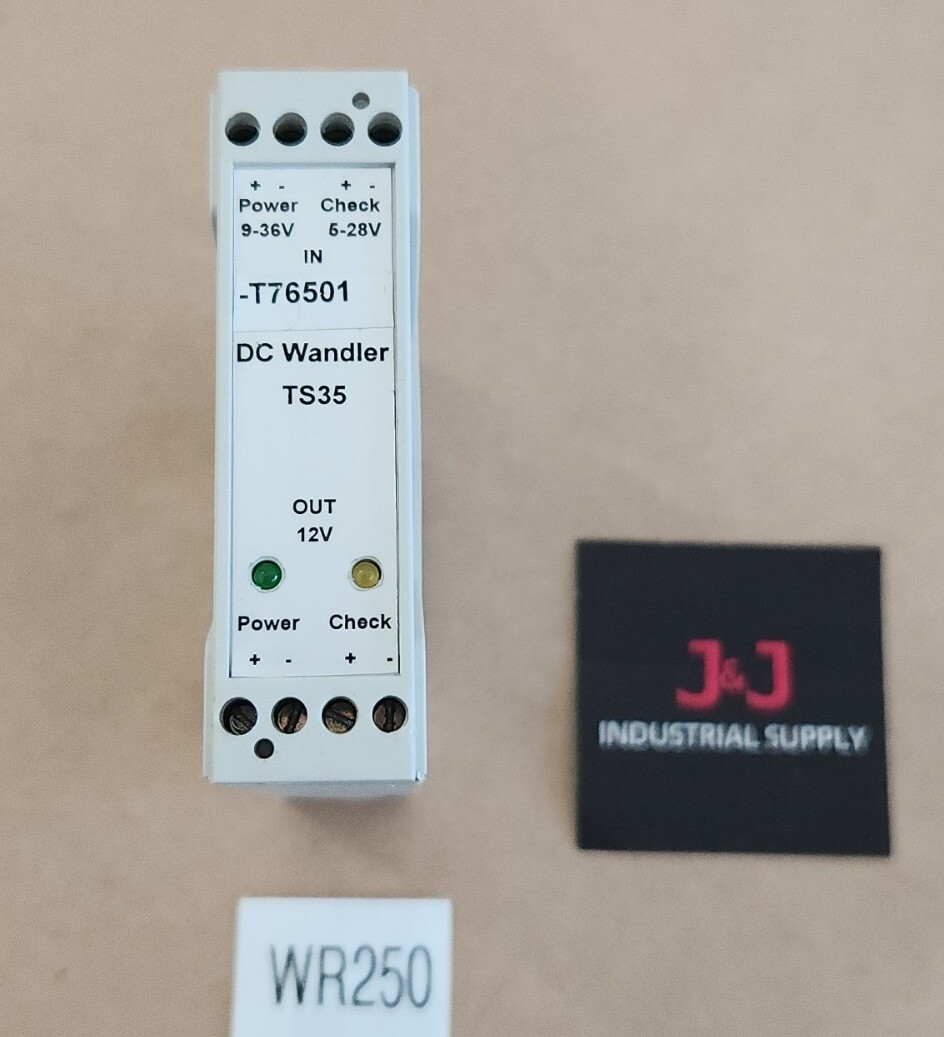 + - + -
Power Check
9-36V 5-28V
IN
-T76501
DC Wandler
TS35
OUT
12V
Power Check
+ - + -
J&J
INDUSTRIAL SUPPLY
WR250